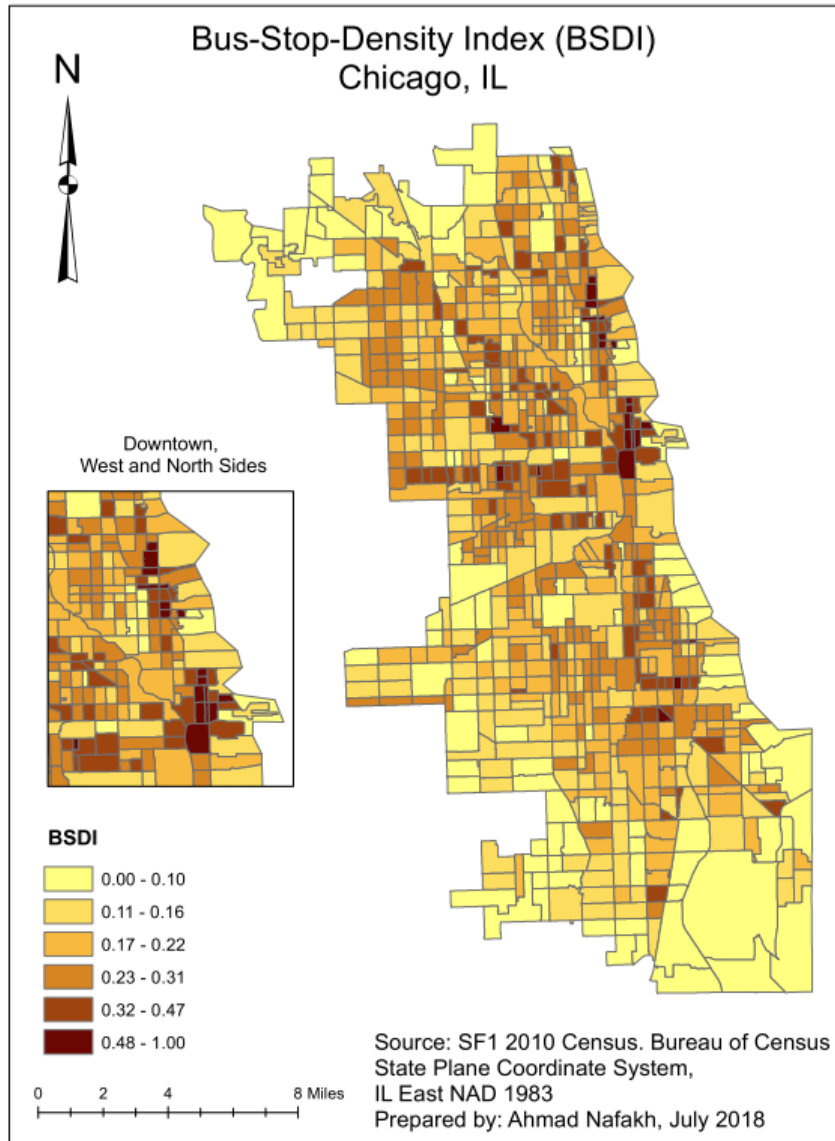 Bus-Stop-Density Index (BSDI)
Chicago, IL
N
Downtown,
West and North Sides
BSDI
0.00 - 0.10
0.11 - 0.16
0.17 - 0.22
0.23 - 0.31
0.32 - 0.47
0.48 - 1.00
0 2 4 8 Miles
Source: SF1 2010 Census. Bureau of Census
State Plane Coordinate System,
IL East NAD 1983
Prepared by: Ahmad Nafakh, July 2018